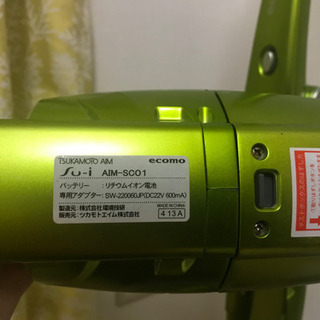 TSUKAMOTO AIM
ecomo
Su-i AIM-SC01
バッテリー : リチウムイオン電池
専用アダプター : SW-220060JP(DC22V 600mA)
製造元 : 株式会社環境技研
販売元 : ツカモトエイム株式会社
MADE IN CHINA
4 13 A